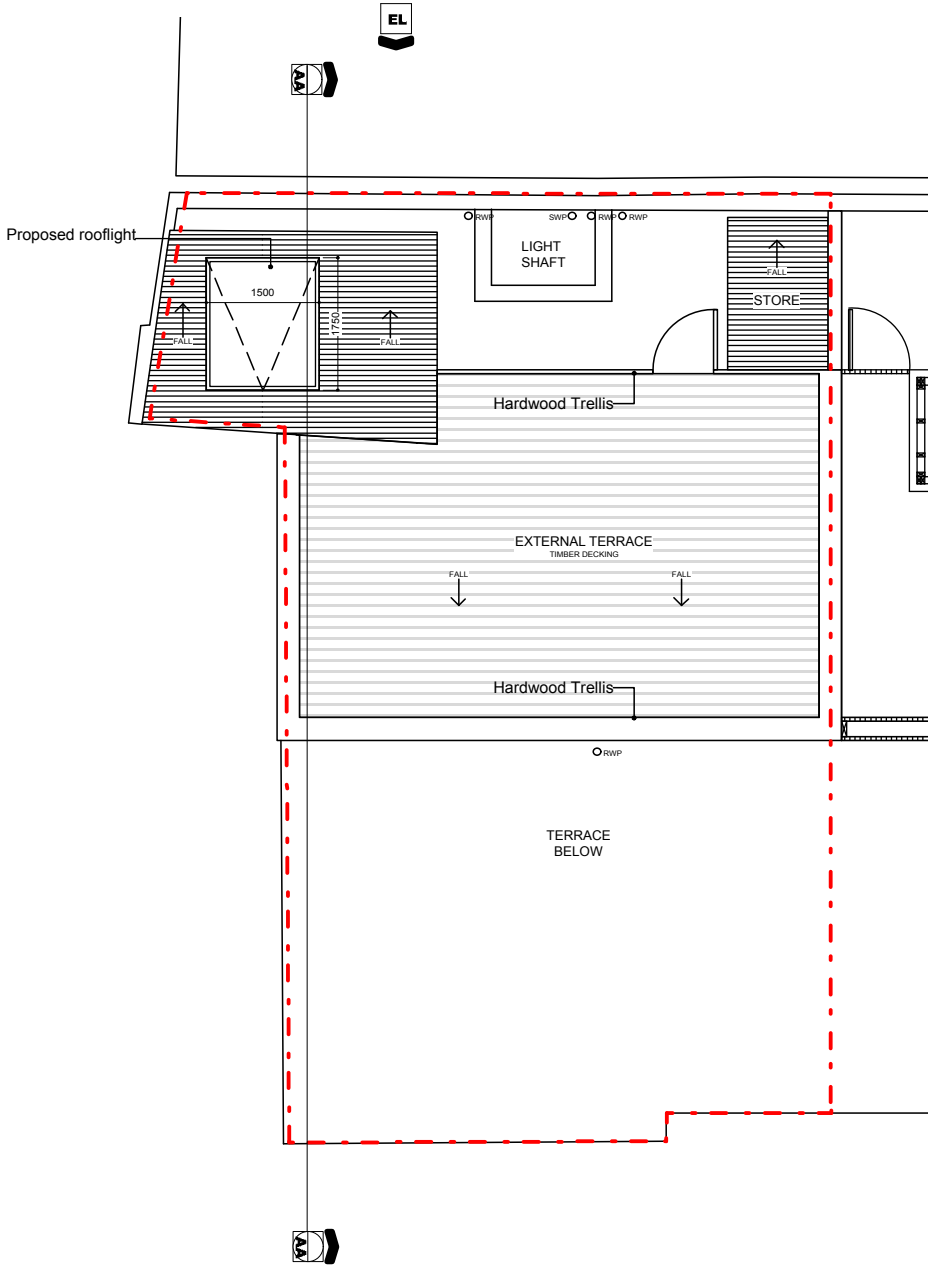 EL
AA
RWP
SWP
RWP
RWP
Proposed rooflight
LIGHT
SHAFT
FALL
1500
STORE
1750
FALL
FALL
Hardwood Trellis
EXTERNAL TERRACE
TIMBER DECKING
FALL
FALL
Hardwood Trellis
RWP
TERRACE
BELOW
AA